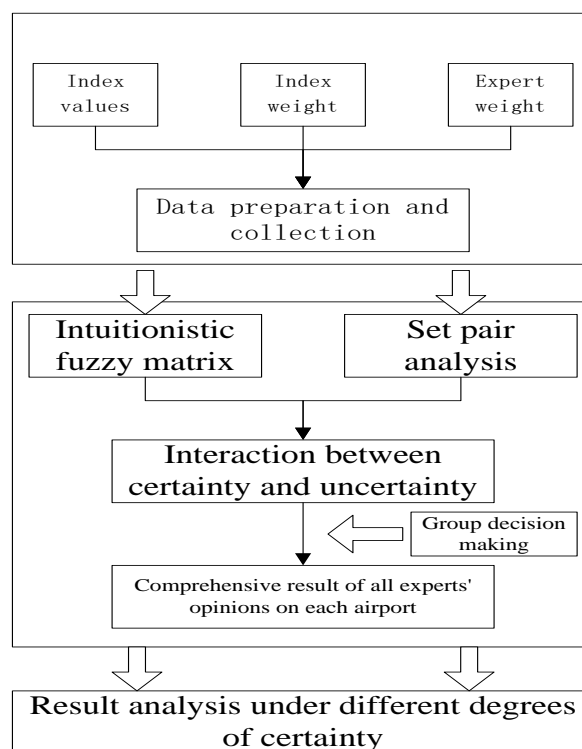 Index
values
Index
weight
Expert
weight
Data preparation and
collection
Intuitionistic
fuzzy matrix
Set pair
analysis
Interaction between
certainty and uncertainty
Group decision
making
Comprehensive result of all experts'
opinions on each airport
Result analysis under different degrees
of certainty